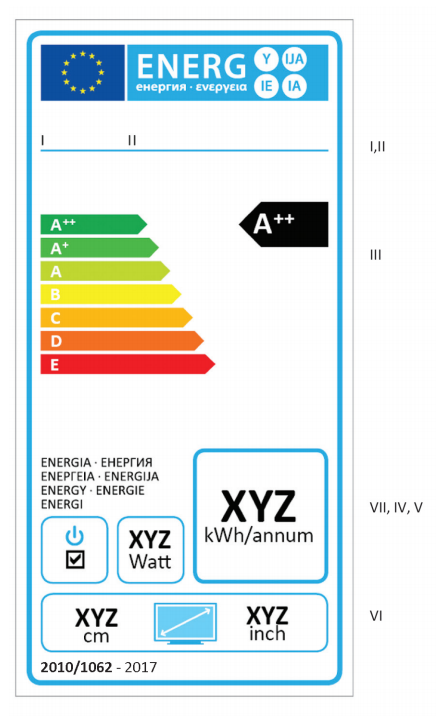 ENERG Y IJA
енергия · ενεργεια IE IA
I II
I,II
A++
A++
A+
III
A
B
C
D
E
ENERGIA · ЕНЕРГИЯ
ΕΝΕΡΓΕΙΑ · ENERGIJA
ENERGY · ENERGIE
ENERGI
XYZ
kWh/annum
VII, IV, V
XYZ
Watt
XYZ
cm
XYZ
inch
VI
2010/1062 - 2017